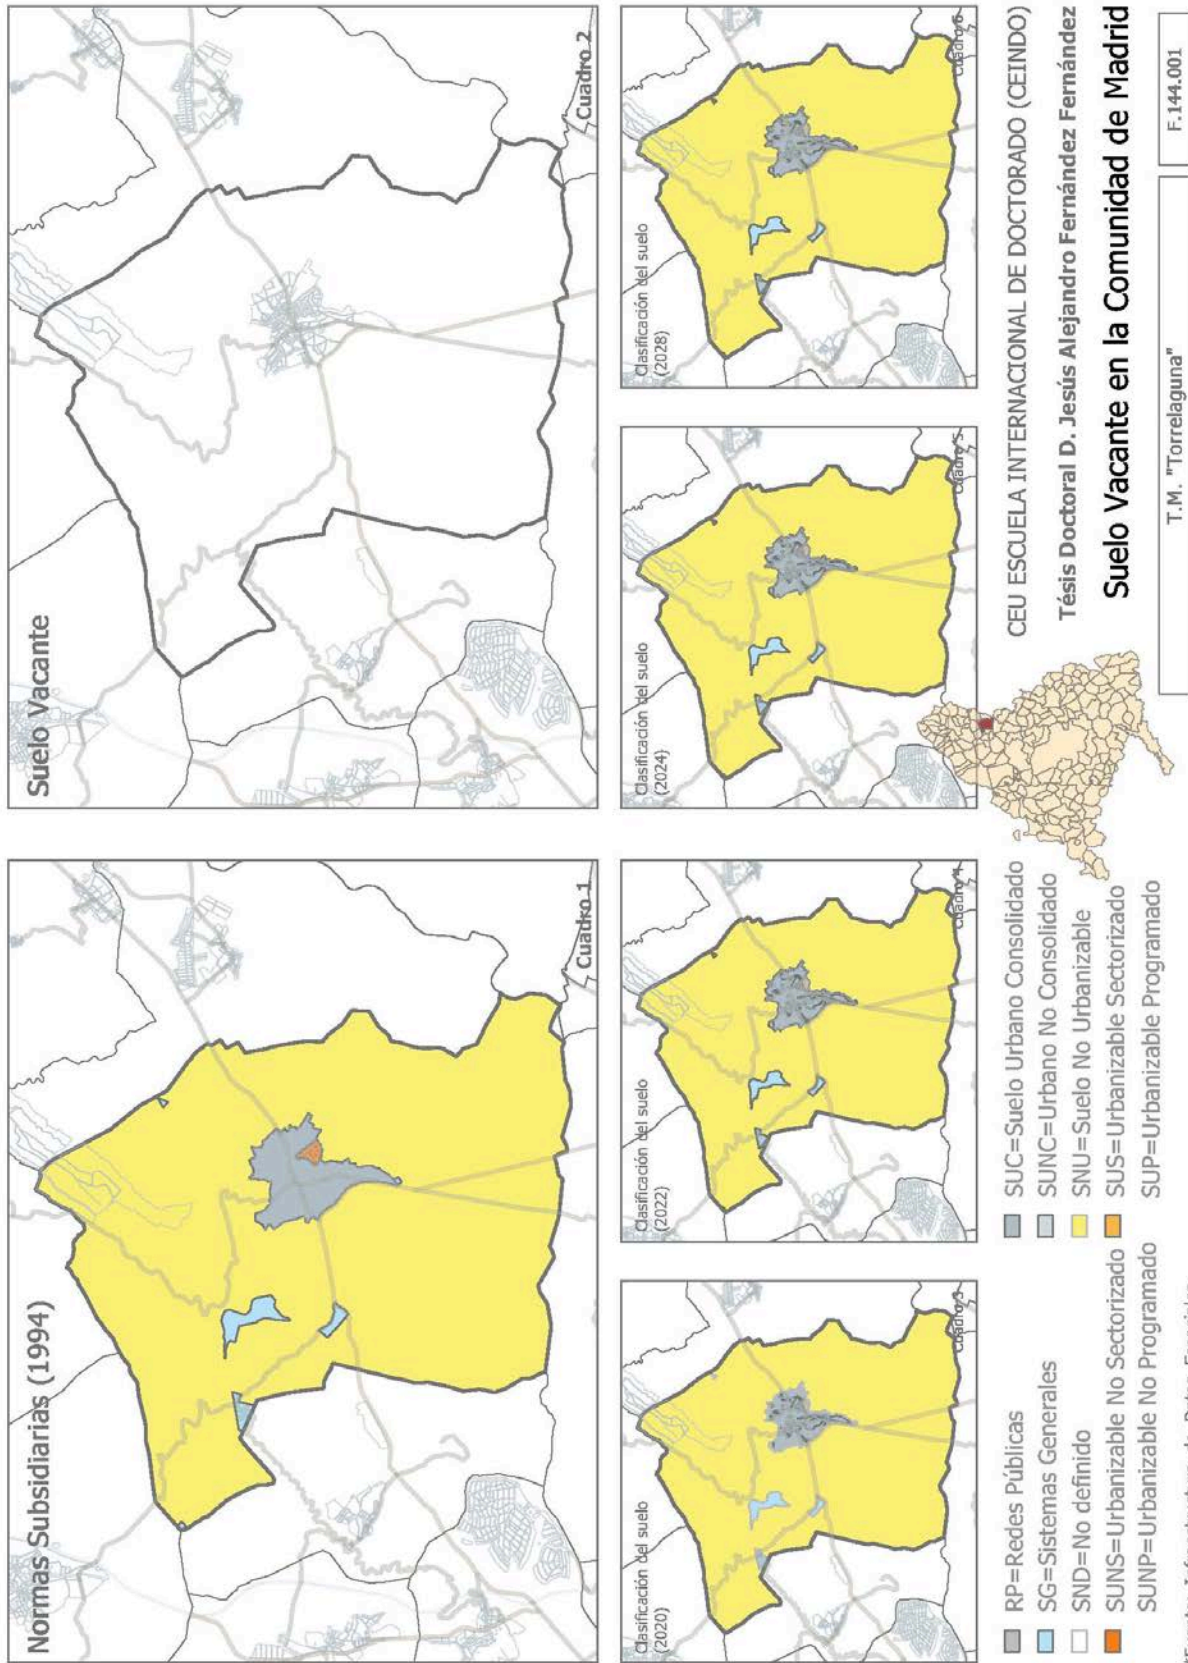 Normas Subsidiarias (1994)
Cuadro 1
Suelo Vacante
Cuadro 2
Clasificación del suelo
(2020)
Cuadro 3
Clasificación del suelo
(2022)
Cuadro 4
Clasificación del suelo
(2024)
Cuadro 5
Clasificación del suelo
(2028)
Cuadro 6
RP=Redes Públicas
SG=Sistemas Generales
SND=No definido
SUNS=Urbanizable No Sectorizado
SUNP=Urbanizable No Programado
SUC=Suelo Urbano Consolidado
SUNC=Urbano No Consolidado
SNU=Suelo No Urbanizable
SUS=Urbanizable Sectorizado
SUP=Urbanizable Programado
CEU ESCUELA INTERNACIONAL DE DOCTORADO (CEINDO)
Tésis Doctoral D. Jesús Alejandro Fernández Fernández
Suelo Vacante en la Comunidad de Madrid
T.M. "Torrelaguna"
F.144.001